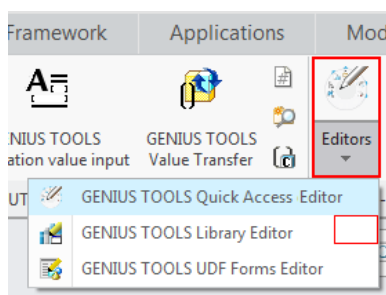 Framework Applications Mod
GENIUS TOOLS
Value Transfer
NIUS TOOLS
ation value input
Editors
UT
GENIUS TOOLS Quick Access Editor
GENIUS TOOLS Library Editor
GENIUS TOOLS UDF Forms Editor